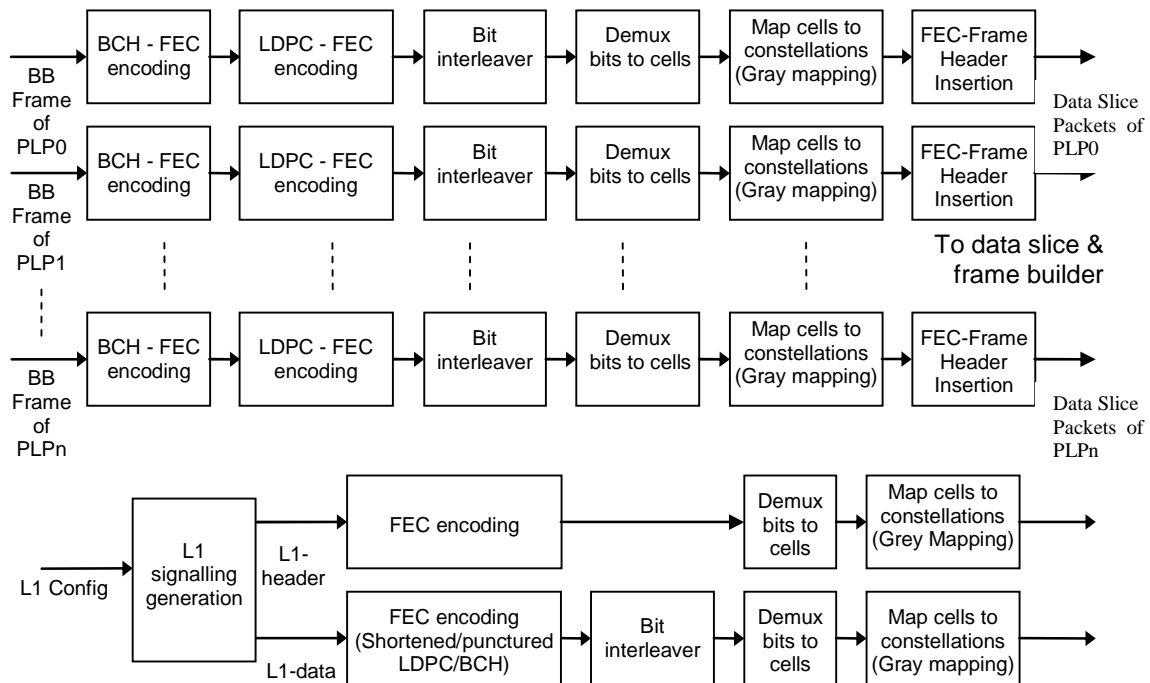 BB
Frame
of
PLP0
BCH - FEC
encoding
LDPC - FEC
encoding
Bit
interleaver
Demux
bits to cells
Map cells to
constellations
(Gray mapping)
FEC-Frame
Header
Insertion
Data Slice
Packets of
PLP0
BB
Frame
of
PLP1
BCH - FEC
encoding
LDPC - FEC
encoding
Bit
interleaver
Demux
bits to cells
Map cells to
constellations
(Gray mapping)
FEC-Frame
Header
Insertion
To data slice &
frame builder
BB
Frame
of
PLPn
BCH - FEC
encoding
LDPC - FEC
encoding
Bit
interleaver
Demux
bits to cells
Map cells to
constellations
(Gray mapping)
FEC-Frame
Header
Insertion
Data Slice
Packets of
PLPn
L1 Config
L1
signalling
generation
L1-
header
FEC encoding
Demux
bits to
cells
Map cells to
constellations
(Grey Mapping)
L1-data
FEC encoding
(Shortened/punctured
LDPC/BCH)
Bit
interleaver
Demux
bits to
cells
Map cells to
constellations
(Gray mapping)